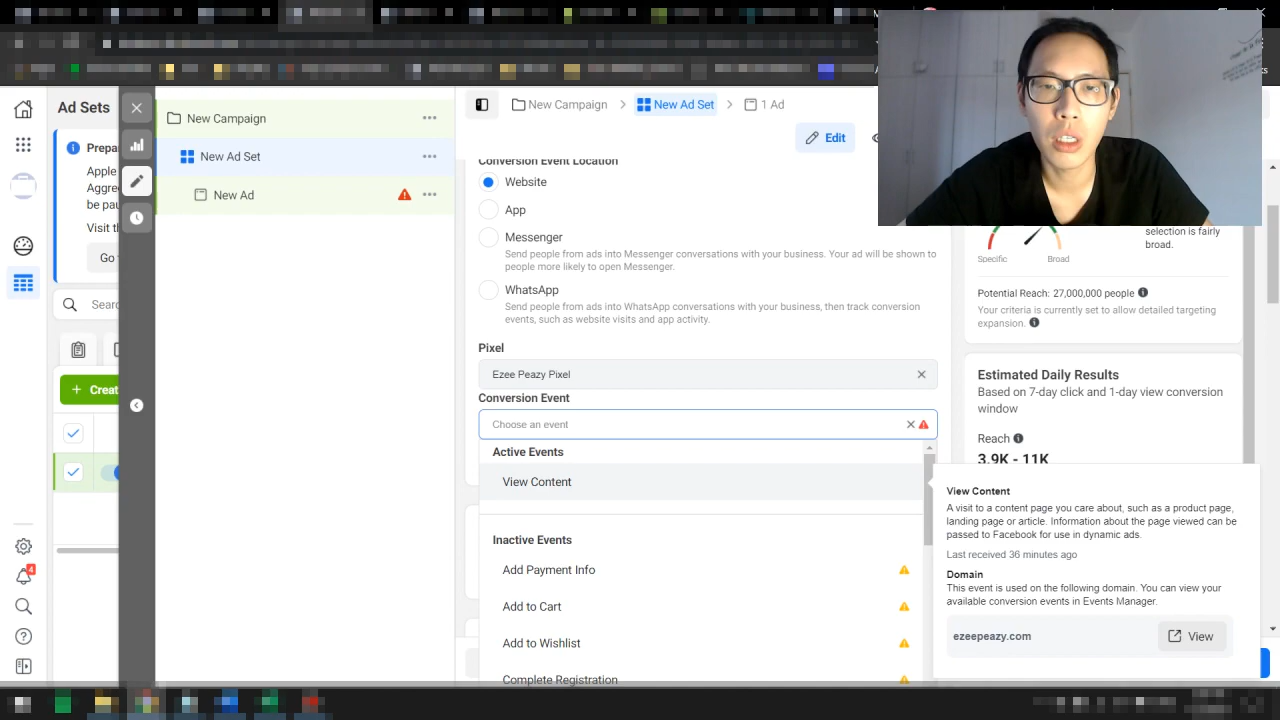 Ad Sets
Prepa
Apple
Aggre
be pau
Visit th
Go t
Searc
Creat
New Campaign
New Ad Set
New Ad
New Campaign
New Ad Set
1 Ad
Edit
Conversion Event Location
Website
App
Messenger
Send people from ads into Messenger conversations with your business. Your ad will be shown to
people more likely to open Messenger.
WhatsApp
Send people from ads into WhatsApp conversations with your business, then track conversion
events, such as website visits and app activity.
Pixel
Ezee Peazy Pixel
Conversion Event
Choose an event
Active Events
View Content
Inactive Events
Add Payment Info
Add to Cart
Add to Wishlist
Complete Registration
selection is fairly
broad.
Specific
Broad
Potential Reach: 27,000,000 people
Your criteria is currently set to allow detailed targeting
expansion.
Estimated Daily Results
Based on 7-day click and 1-day view conversion
window
Reach
3.9K - 11K
View Content
A visit to a content page you care about, such as a product page,
landing page or article. Information about the page viewed can be
passed to Facebook for use in dynamic ads.
Last received 36 minutes ago
Domain
This event is used on the following domain. You can view your
available conversion events in Events Manager.
ezeepeazy.com
View
4